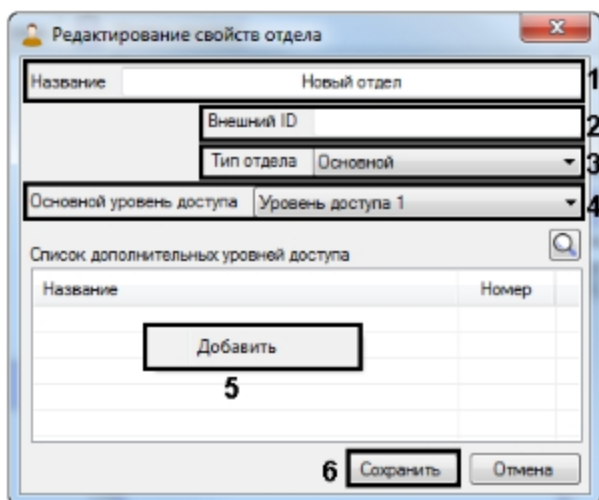 Редактирование свойств отдела
Название Новый отдел 1
Внешний ID 2
Тип отдела Основной 3
Основной уровень доступа Уровень доступа 1 4
Список дополнительных уровней доступа
Название Номер
Добавить
5
6 Сохранить Отмена